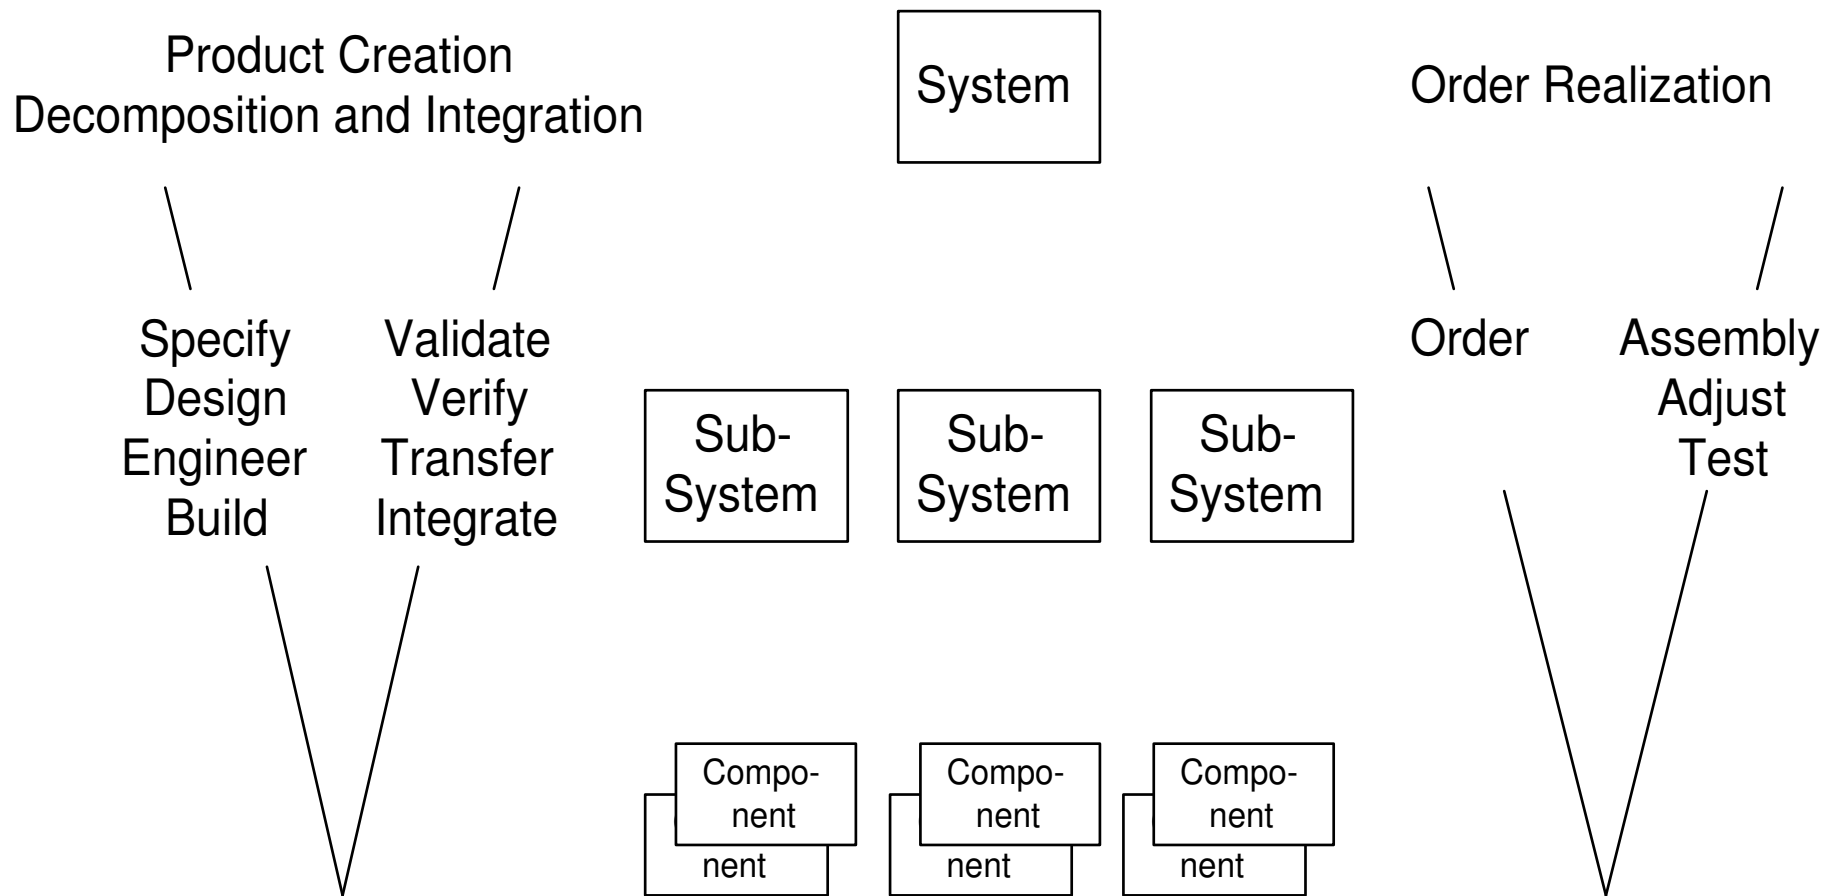 Product Creation
Decomposition and Integration
System
Order Realization
Specify
Design
Engineer
Build
Validate
Verify
Transfer
Integrate
Sub-
System
Sub-
System
Sub-
System
Order
Assembly
Adjust
Test
Compo-
nent
nent
Compo-
nent
nent
Compo-
nent
nent